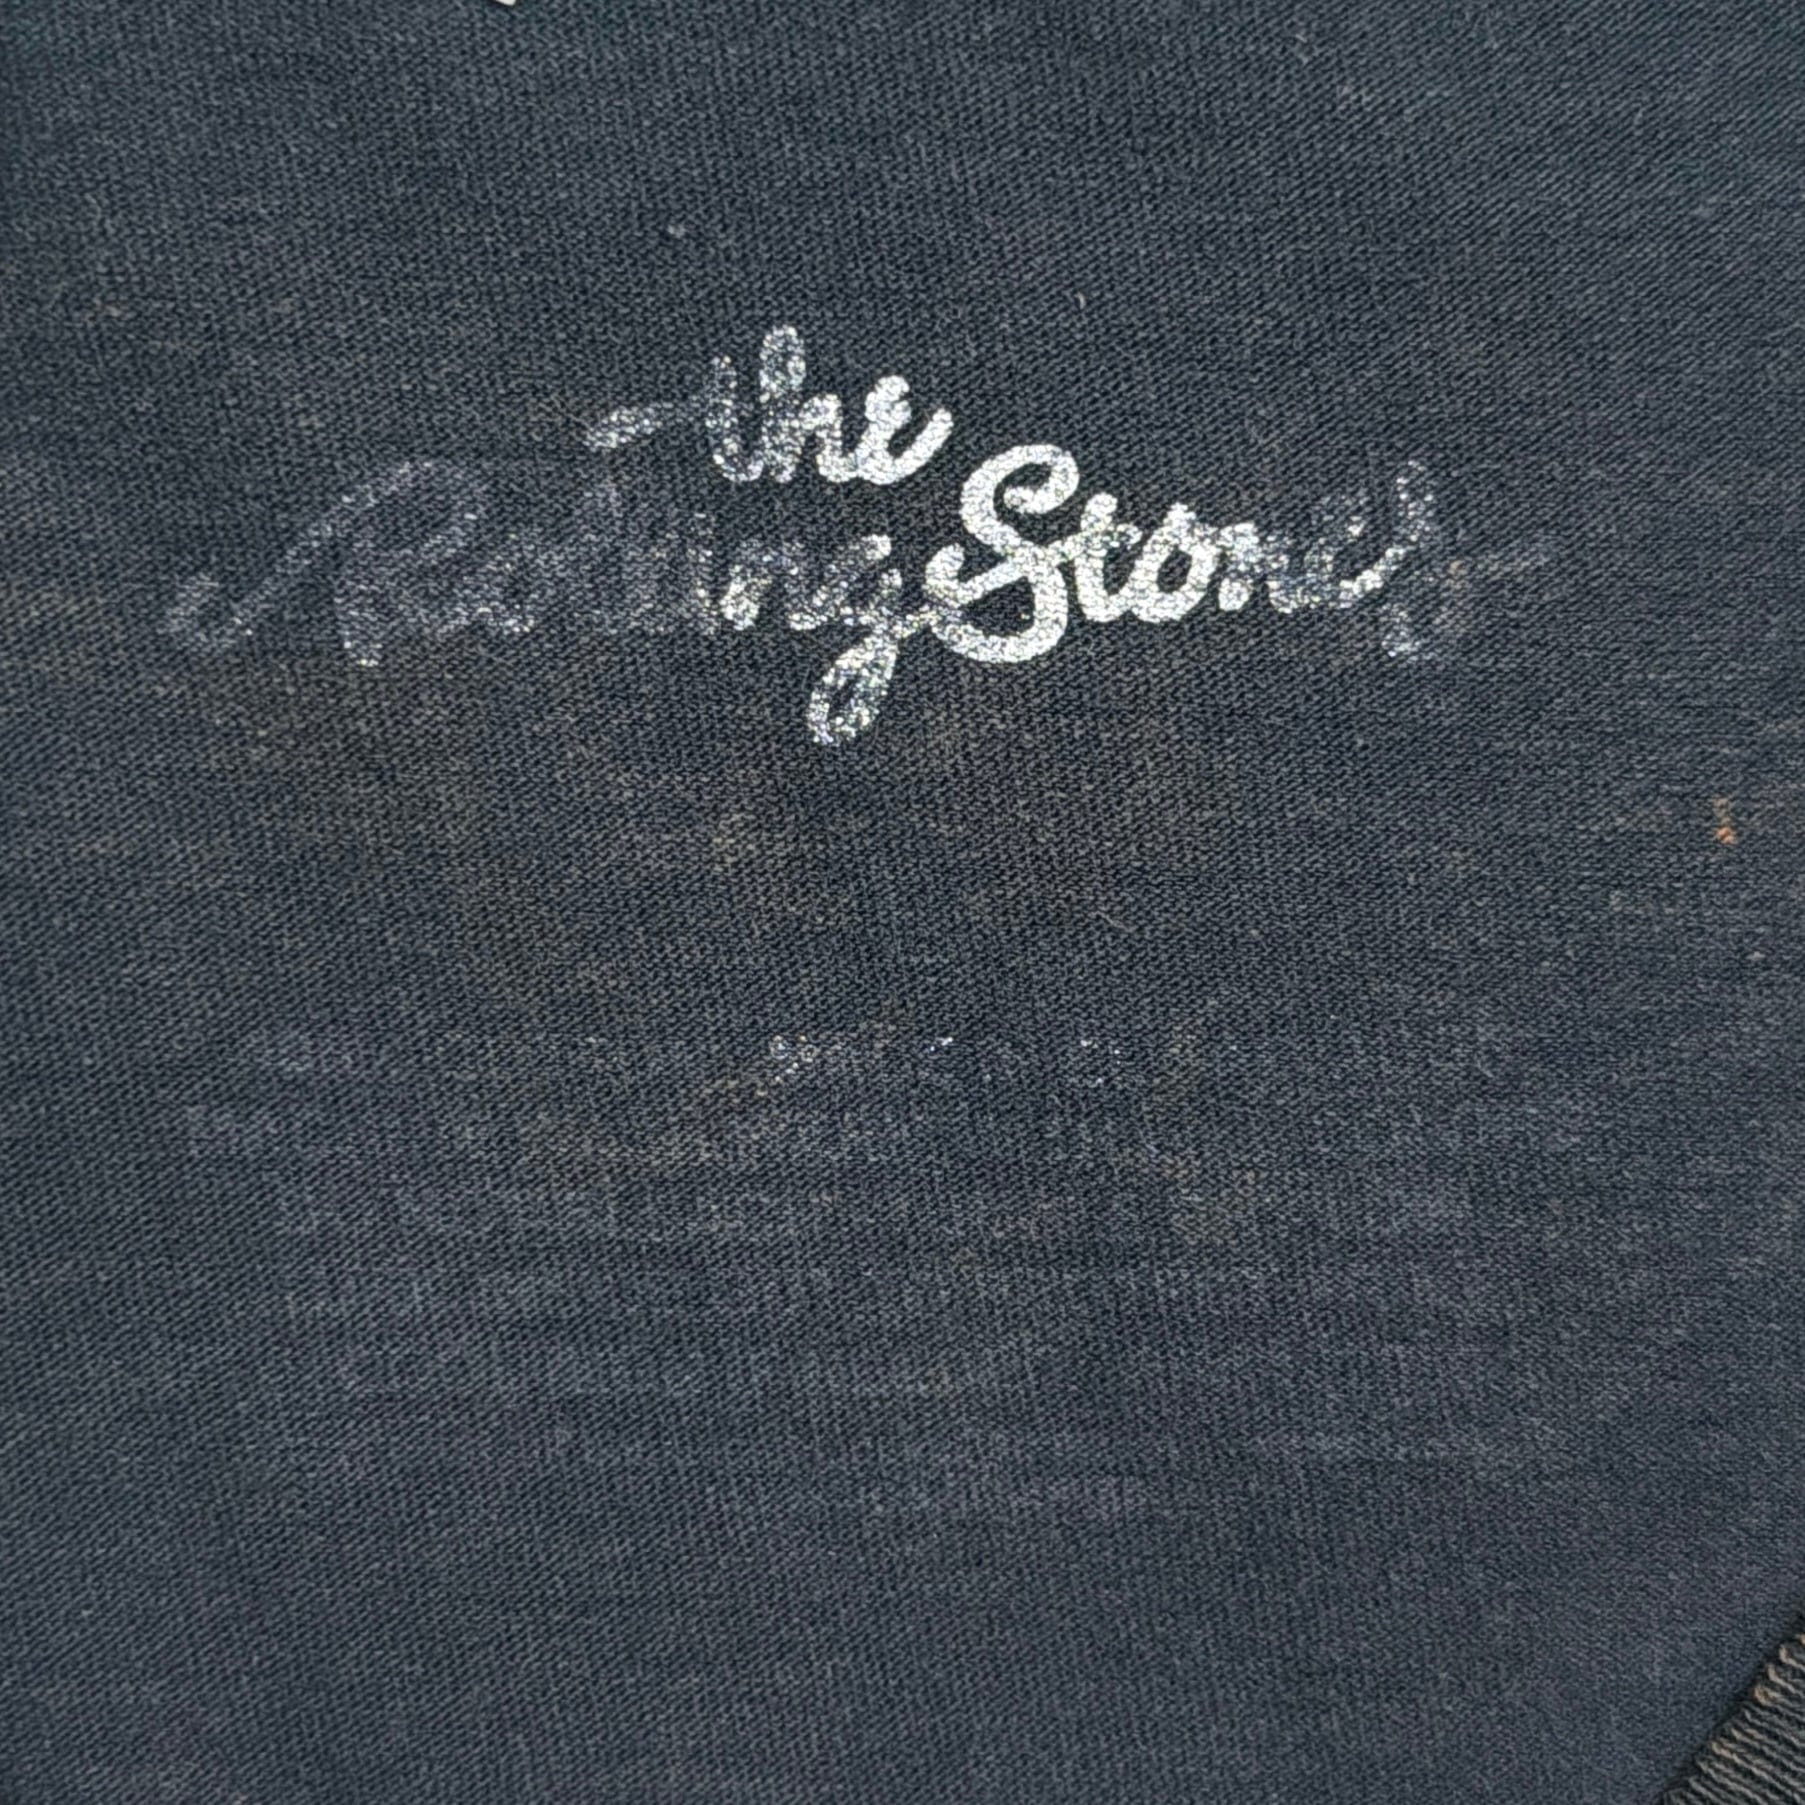 the
Rolling Stones